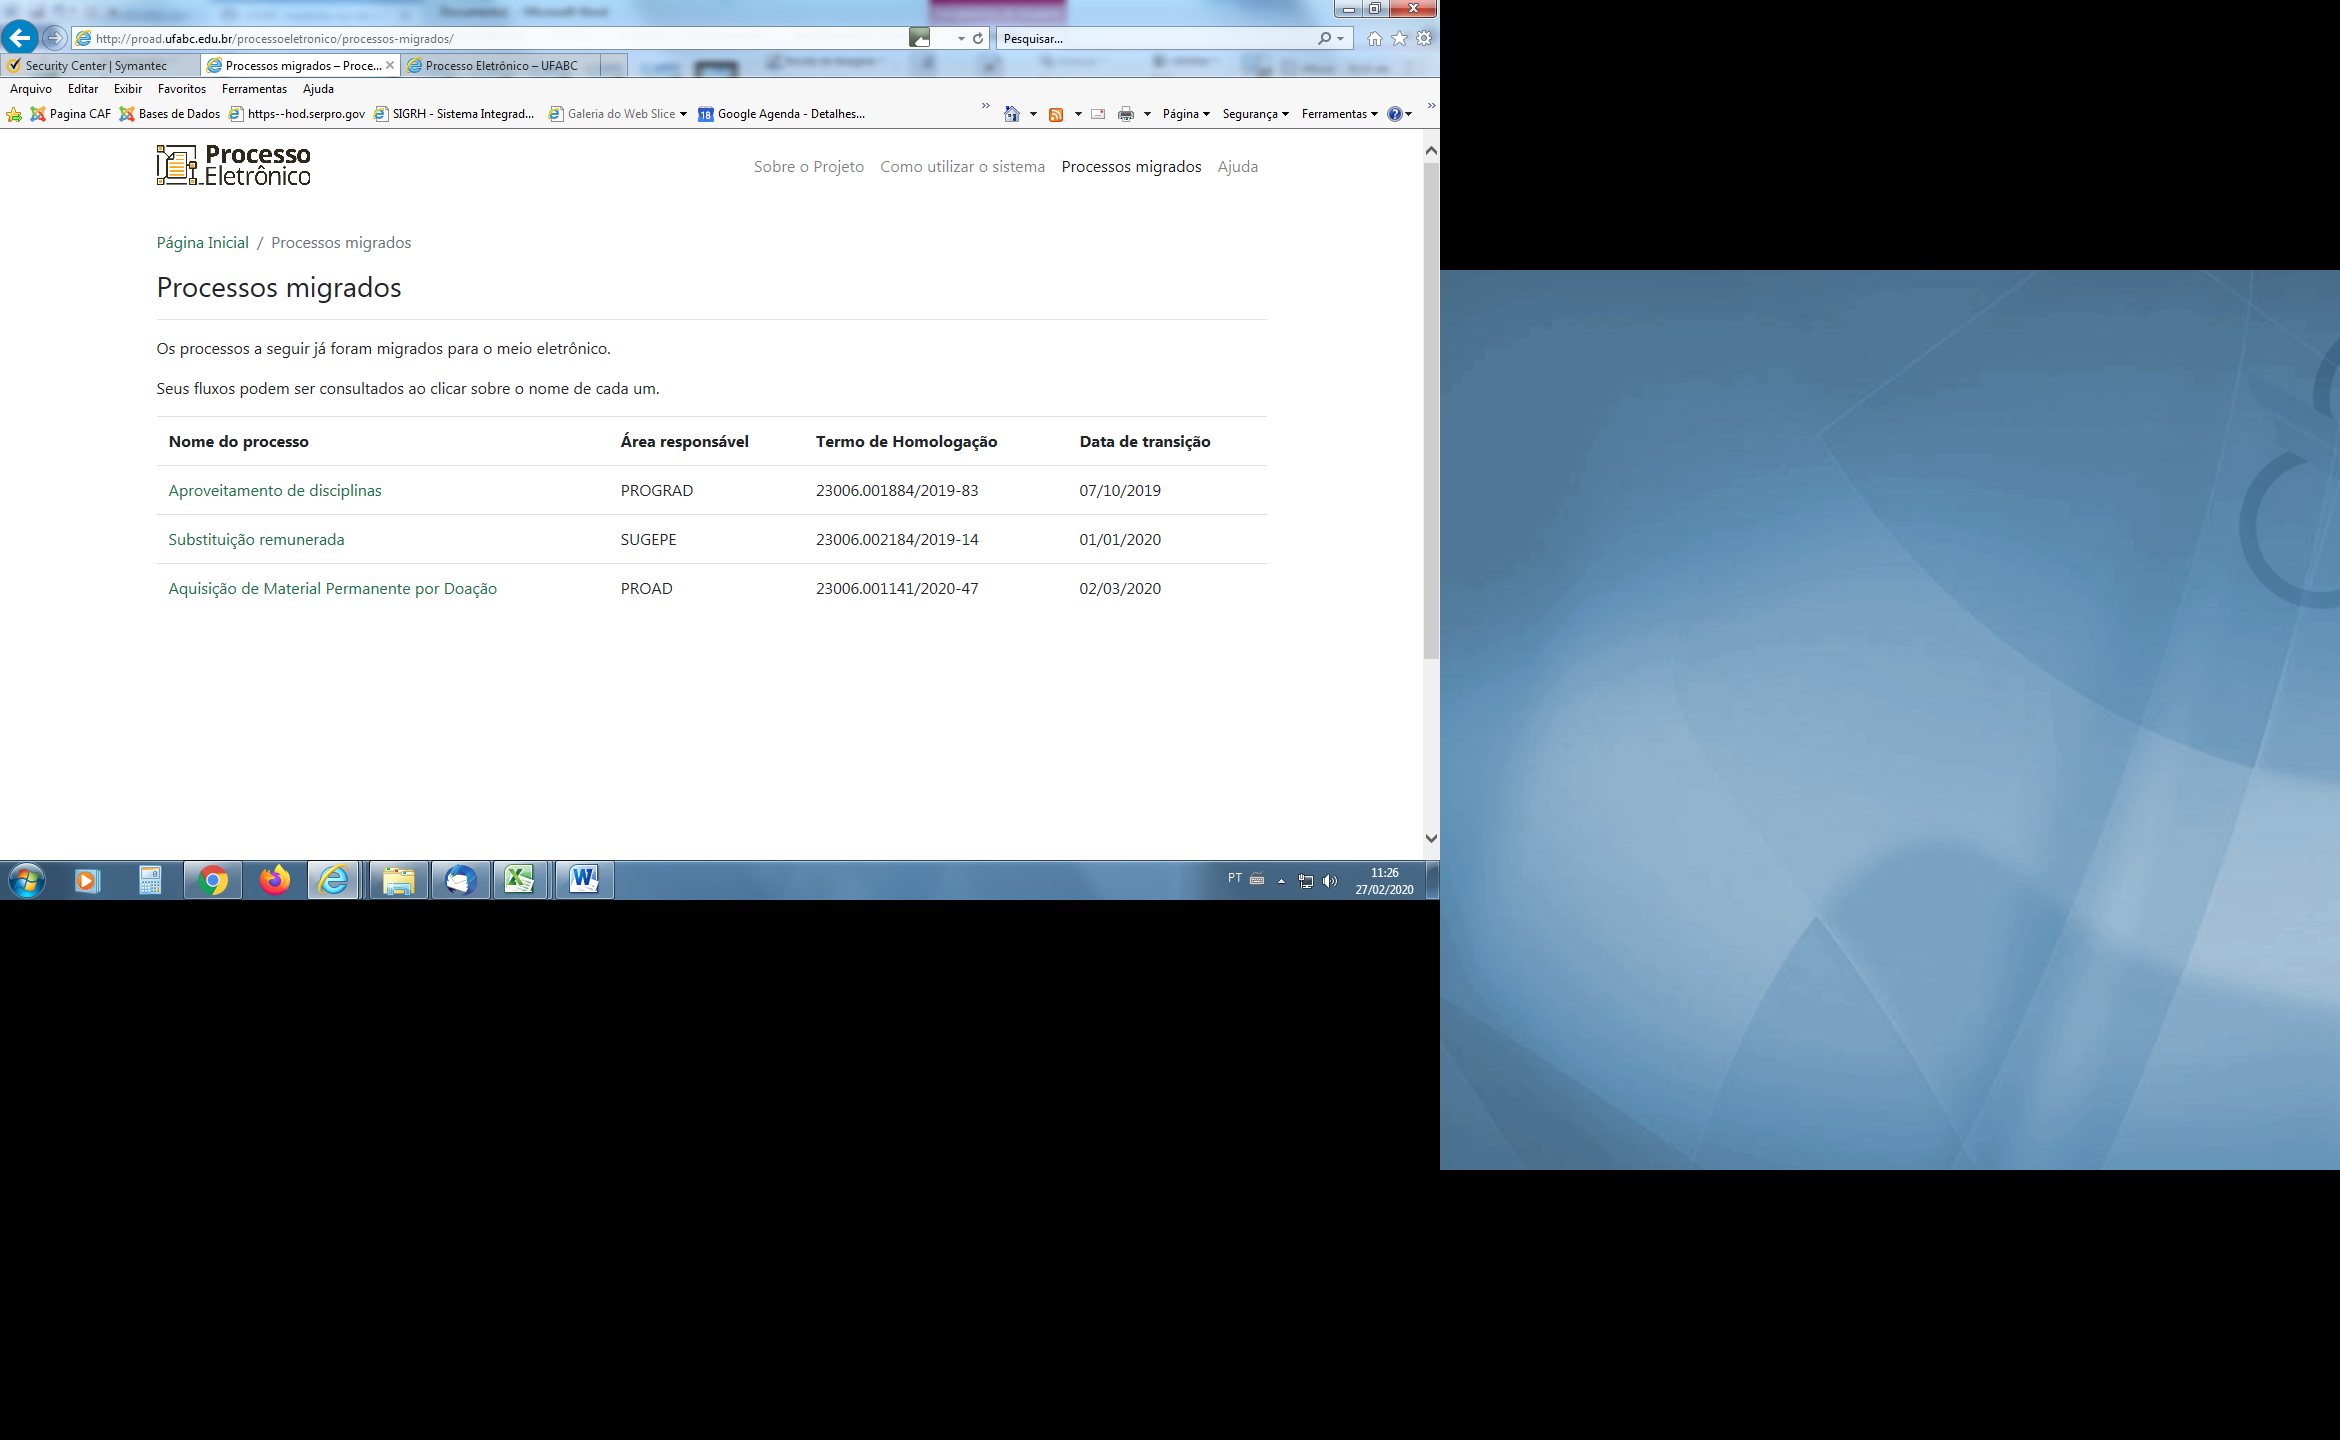 Microsoft Word
http://proad.ufabc.edu.br/processoeletronico/processos-migrados/
Pesquisar...
Security Center | Symantec
Processos migrados – Proce...
Processo Eletrônico – UFABC
Arquivo Editar Exibir Favoritos Ferramentas Ajuda
Pagina CAF Bases de Dados https--hod.serpro.gov SIGRH - Sistema Integrad... Galeria do Web Slice 18 Google Agenda - Detalhes... » Página Segurança Ferramentas »
Processo
Eletrônico
Sobre o Projeto Como utilizar o sistema Processos migrados Ajuda
Página Inicial / Processos migrados
Processos migrados
Os processos a seguir já foram migrados para o meio eletrônico.
Seus fluxos podem ser consultados ao clicar sobre o nome de cada um.
Nome do processo Área responsável Termo de Homologação Data de transição
Aproveitamento de disciplinas PROGRAD 23006.001884/2019-83 07/10/2019
Substituição remunerada SUGEPE 23006.002184/2019-14 01/01/2020
Aquisição de Material Permanente por Doação PROAD 23006.001141/2020-47 02/03/2020
PT
11:26
27/02/2020